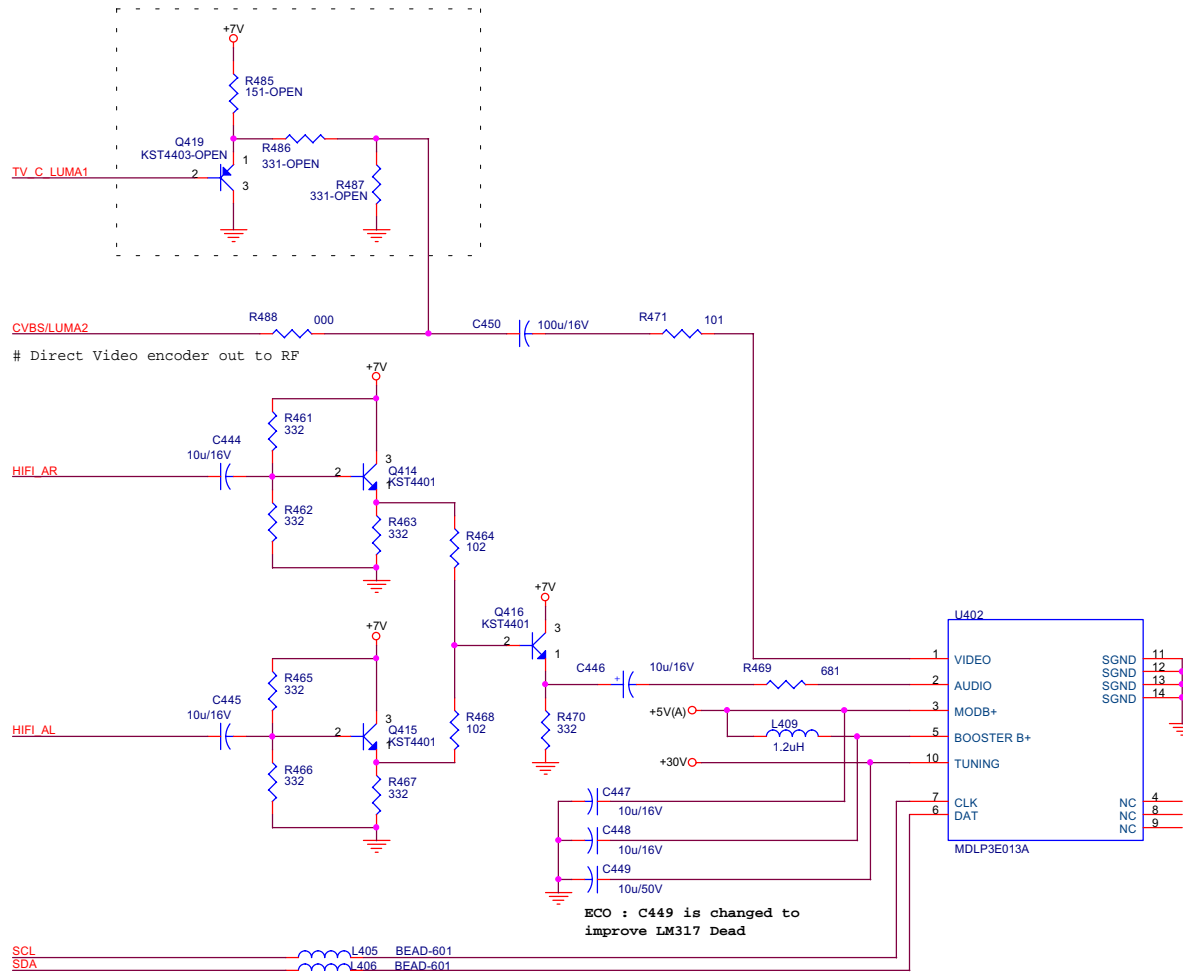 +7V
R485
151-OPEN
Q419
KST4403-OPEN
1
2
3
R486
331-OPEN
R487
331-OPEN
TV_C_LUMA1
CVBS/LUMA2
R488
000
C450
100u/16V
R471
101
# Direct Video encoder out to RF
+7V
R461
332
C444
10u/16V
HIFI_AR
2
3
Q414
1
KST4401
R462
332
R463
332
R464
102
+7V
Q416
KST4401
2
3
1
+7V
R465
332
C445
10u/16V
HIFI_AL
2
3
Q415
1
KST4401
R468
102
R466
332
R467
332
R470
332
C446
+
10u/16V
R469
681
+5V(A)
L409
1.2uH
+30V
C447
10u/16V
C448
10u/16V
C449
10u/50V
ECO : C449 is changed to
improve LM317 Dead
U402
1 VIDEO
2 AUDIO
3 MODB+
5 BOOSTER B+
10 TUNING
7 CLK
6 DAT
SGND 11
SGND 12
SGND 13
SGND 14
NC 4
NC 8
NC 9
MDLP3E013A
SCL
L405 BEAD-601
SDA
L406 BEAD-601